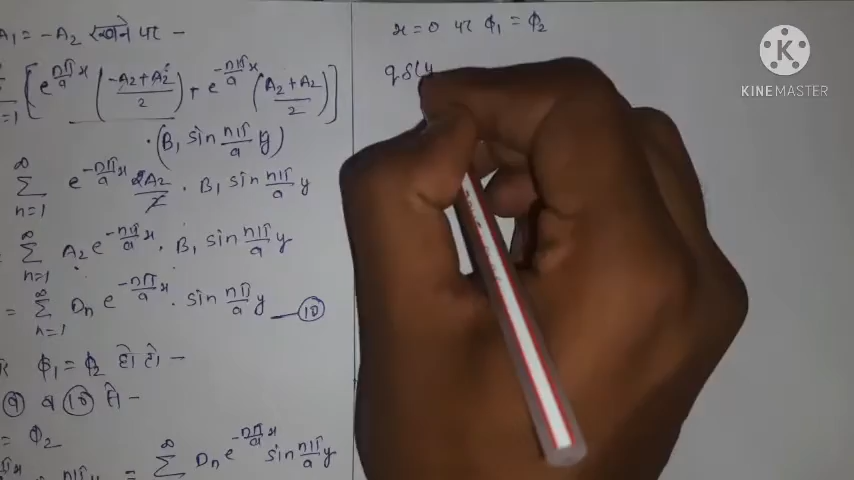 A₁ = -A₂ रखने पर -
n=1 [ e^{nπ/a x} ( (-A₂+A₂)/2 ) + e^{-nπ/a x} ( (A₂+A₂)/2 ) ]
· (B₁ sin nπ/a y)
∞ Σ n=1 e^{-nπ/a x} 2A₂/2 · B₁ sin nπ/a y
∞ Σ n=1 A₂ e^{-nπ/a x} · B₁ sin nπ/a y
= ∞ Σ n=1 Dₙ e^{-nπ/a x} · sin nπ/a y — (10)
ϕ₁ = ϕ₂ हो तो -
(9) व (10) से -
= ϕ₂
sin nπ/a y = ∞ Σ Dₙ e^{-nπ/a x} sin nπ/a y
x = 0 पर ϕ₁ = ϕ₂
KINEMASTER